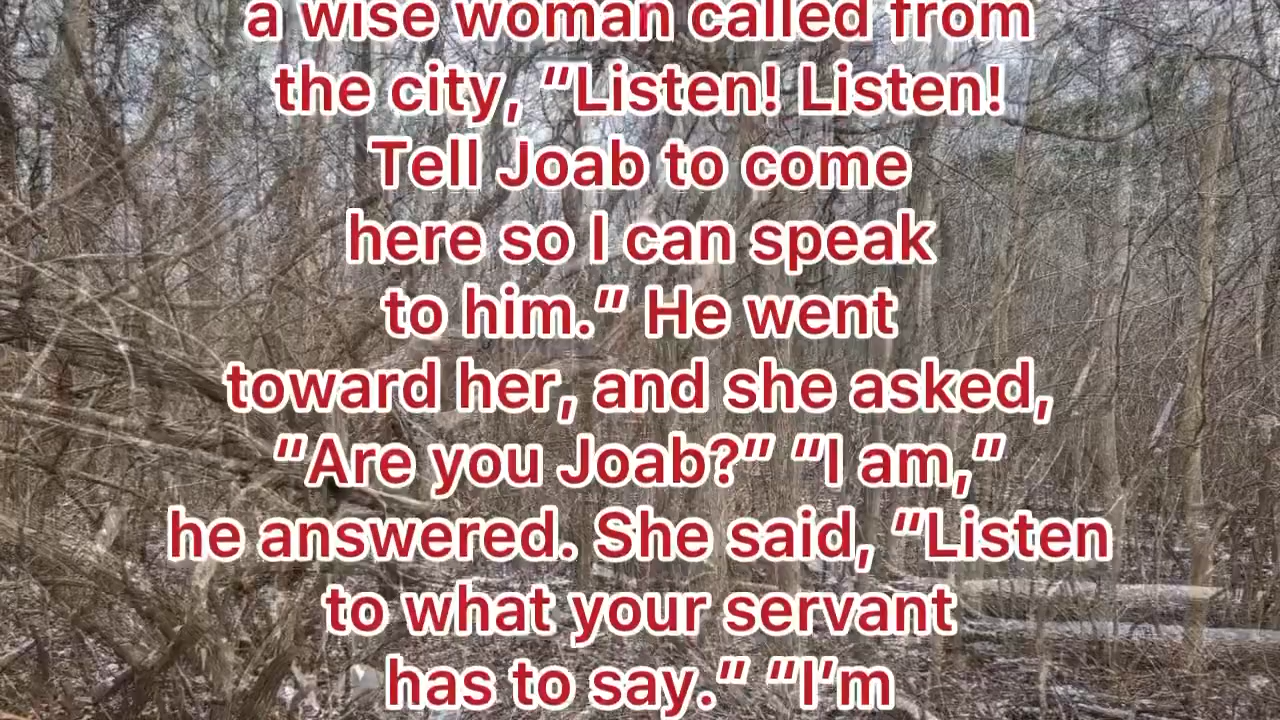 a wise woman called from
the city, “Listen! Listen!
Tell Joab to come
here so I can speak
to him.” He went
toward her, and she asked,
“Are you Joab?” “I am,”
he answered. She said, “Listen
to what your servant
has to say.” “I’m